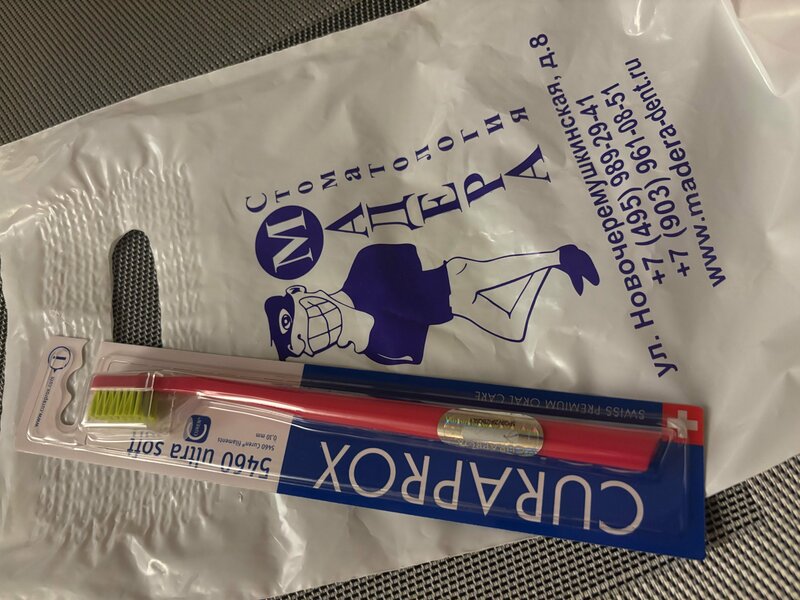 Стоматология
МАДЕРА
ул. Новочеремушкинская, д.8
+7 (495) 989-29-41
+7 (903) 961-08-51
www.madera-dent.ru
SWISS PREMIUM ORAL CARE
CURAPROX
5460 ultra soft
5460 Curen® filaments
0.10 mm